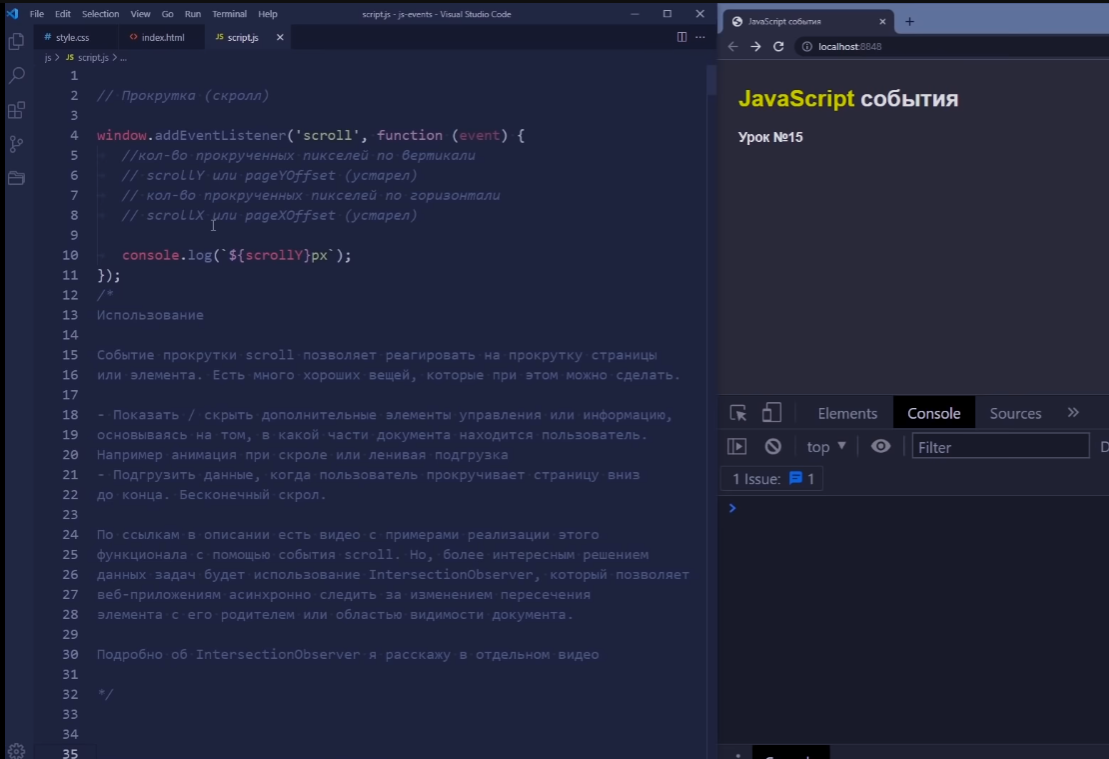 File Edit Selection View Go Run Terminal Help script.js - js-events - Visual Studio Code
# style.css <> index.html JS script.js ×
js > JS script.js > ...
1
2 // Прокрутка (скролл)
3
4 window.addEventListener('scroll', function (event) {
5 //кол-во прокрученных пикселей по вертикали
6 // scrollY или pageYOffset (устарел)
7 // кол-во прокрученных пикселей по горизонтали
8 // scrollX или pageXOffset (устарел)
9
10 console.log(`${scrollY}px`);
11 });
12 /*
13 Использование
14
15 Событие прокрутки scroll позволяет реагировать на прокрутку страницы
16 или элемента. Есть много хороших вещей, которые при этом можно сделать.
17
18 - Показать / скрыть дополнительные элементы управления или информацию,
19 основываясь на том, в какой части документа находится пользователь.
20 Например анимация при скроле или ленивая подгрузка
21 - Подгрузить данные, когда пользователь прокручивает страницу вниз
22 до конца. Бесконечный скрол.
23
24 По ссылкам в описании есть видео с примерами реализации этого
25 функционала с помощью события scroll. Но, более интересным решением
26 данных задач будет использование IntersectionObserver, который позволяет
27 веб-приложениям асинхронно следить за изменением пересечения
28 элемента с его родителем или областью видимости документа.
29
30 Подробно об IntersectionObserver я расскажу в отдельном видео
31
32 */
33
34
35
JavaScript события × +
localhost:8848
JavaScript события
Урок №15
Elements Console Sources »
top ▼ Filter
1 Issue: 1
>